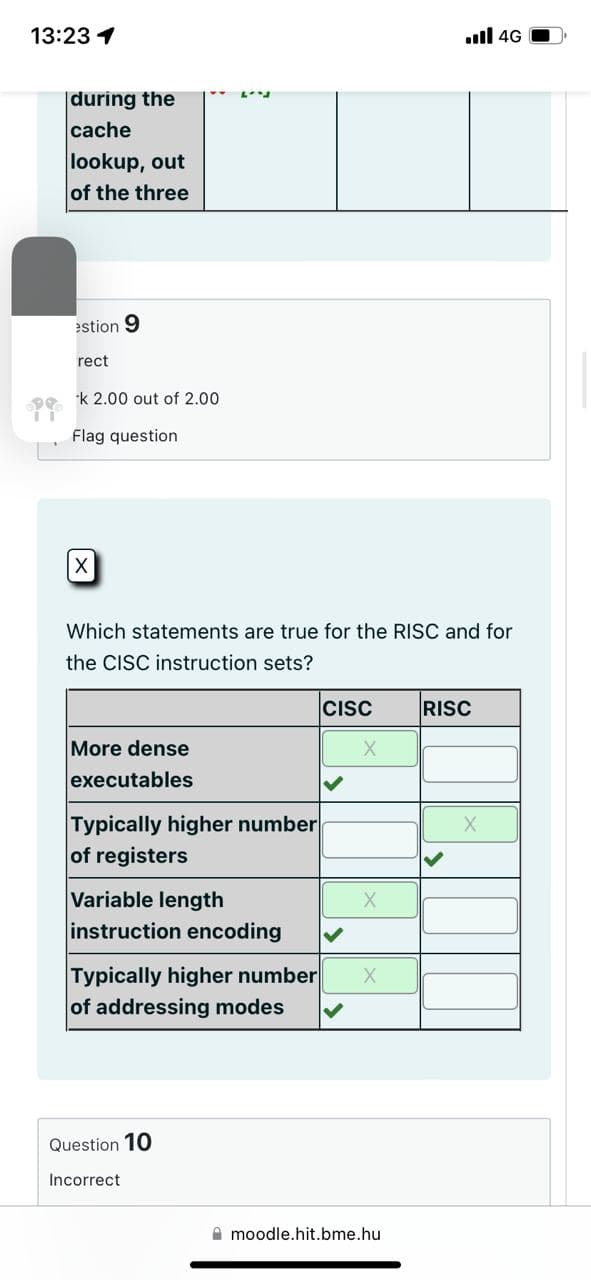 13:23
4G
during the
cache
lookup, out
of the three
estion 9
rect
rk 2.00 out of 2.00
Flag question
X
Which statements are true for the RISC and for
the CISC instruction sets?
CISC RISC
More dense
executables
X
Typically higher number
of registers
X
Variable length
instruction encoding
X
Typically higher number
of addressing modes
X
Question 10
Incorrect
moodle.hit.bme.hu